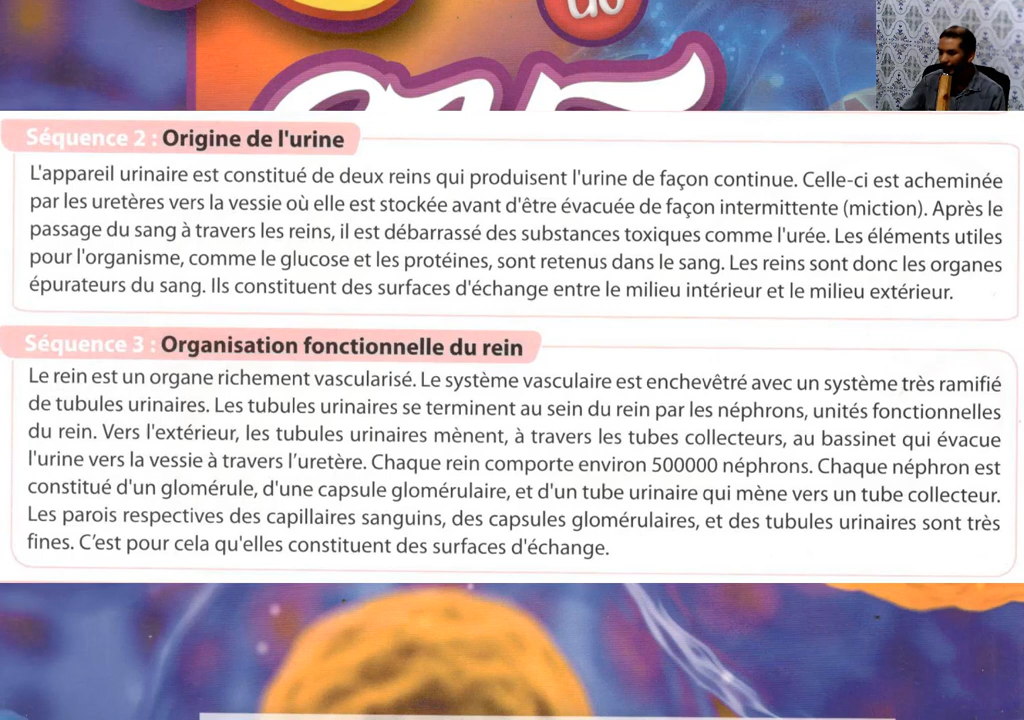 du
Séquence 2 : Origine de l'urine
L'appareil urinaire est constitué de deux reins qui produisent l'urine de façon continue. Celle-ci est acheminée
par les uretères vers la vessie où elle est stockée avant d'être évacuée de façon intermittente (miction). Après le
passage du sang à travers les reins, il est débarrassé des substances toxiques comme l'urée. Les éléments utiles
pour l'organisme, comme le glucose et les protéines, sont retenus dans le sang. Les reins sont donc les organes
épurateurs du sang. Ils constituent des surfaces d'échange entre le milieu intérieur et le milieu extérieur.
Séquence 3 : Organisation fonctionnelle du rein
Le rein est un organe richement vascularisé. Le système vasculaire est enchevêtré avec un système très ramifié
de tubules urinaires. Les tubules urinaires se terminent au sein du rein par les néphrons, unités fonctionnelles
du rein. Vers l'extérieur, les tubules urinaires mènent, à travers les tubes collecteurs, au bassinet qui évacue
l'urine vers la vessie à travers l'uretère. Chaque rein comporte environ 500000 néphrons. Chaque néphron est
constitué d'un glomérule, d'une capsule glomérulaire, et d'un tube urinaire qui mène vers un tube collecteur.
Les parois respectives des capillaires sanguins, des capsules glomérulaires, et des tubules urinaires sont très
fines. C'est pour cela qu'elles constituent des surfaces d'échange.